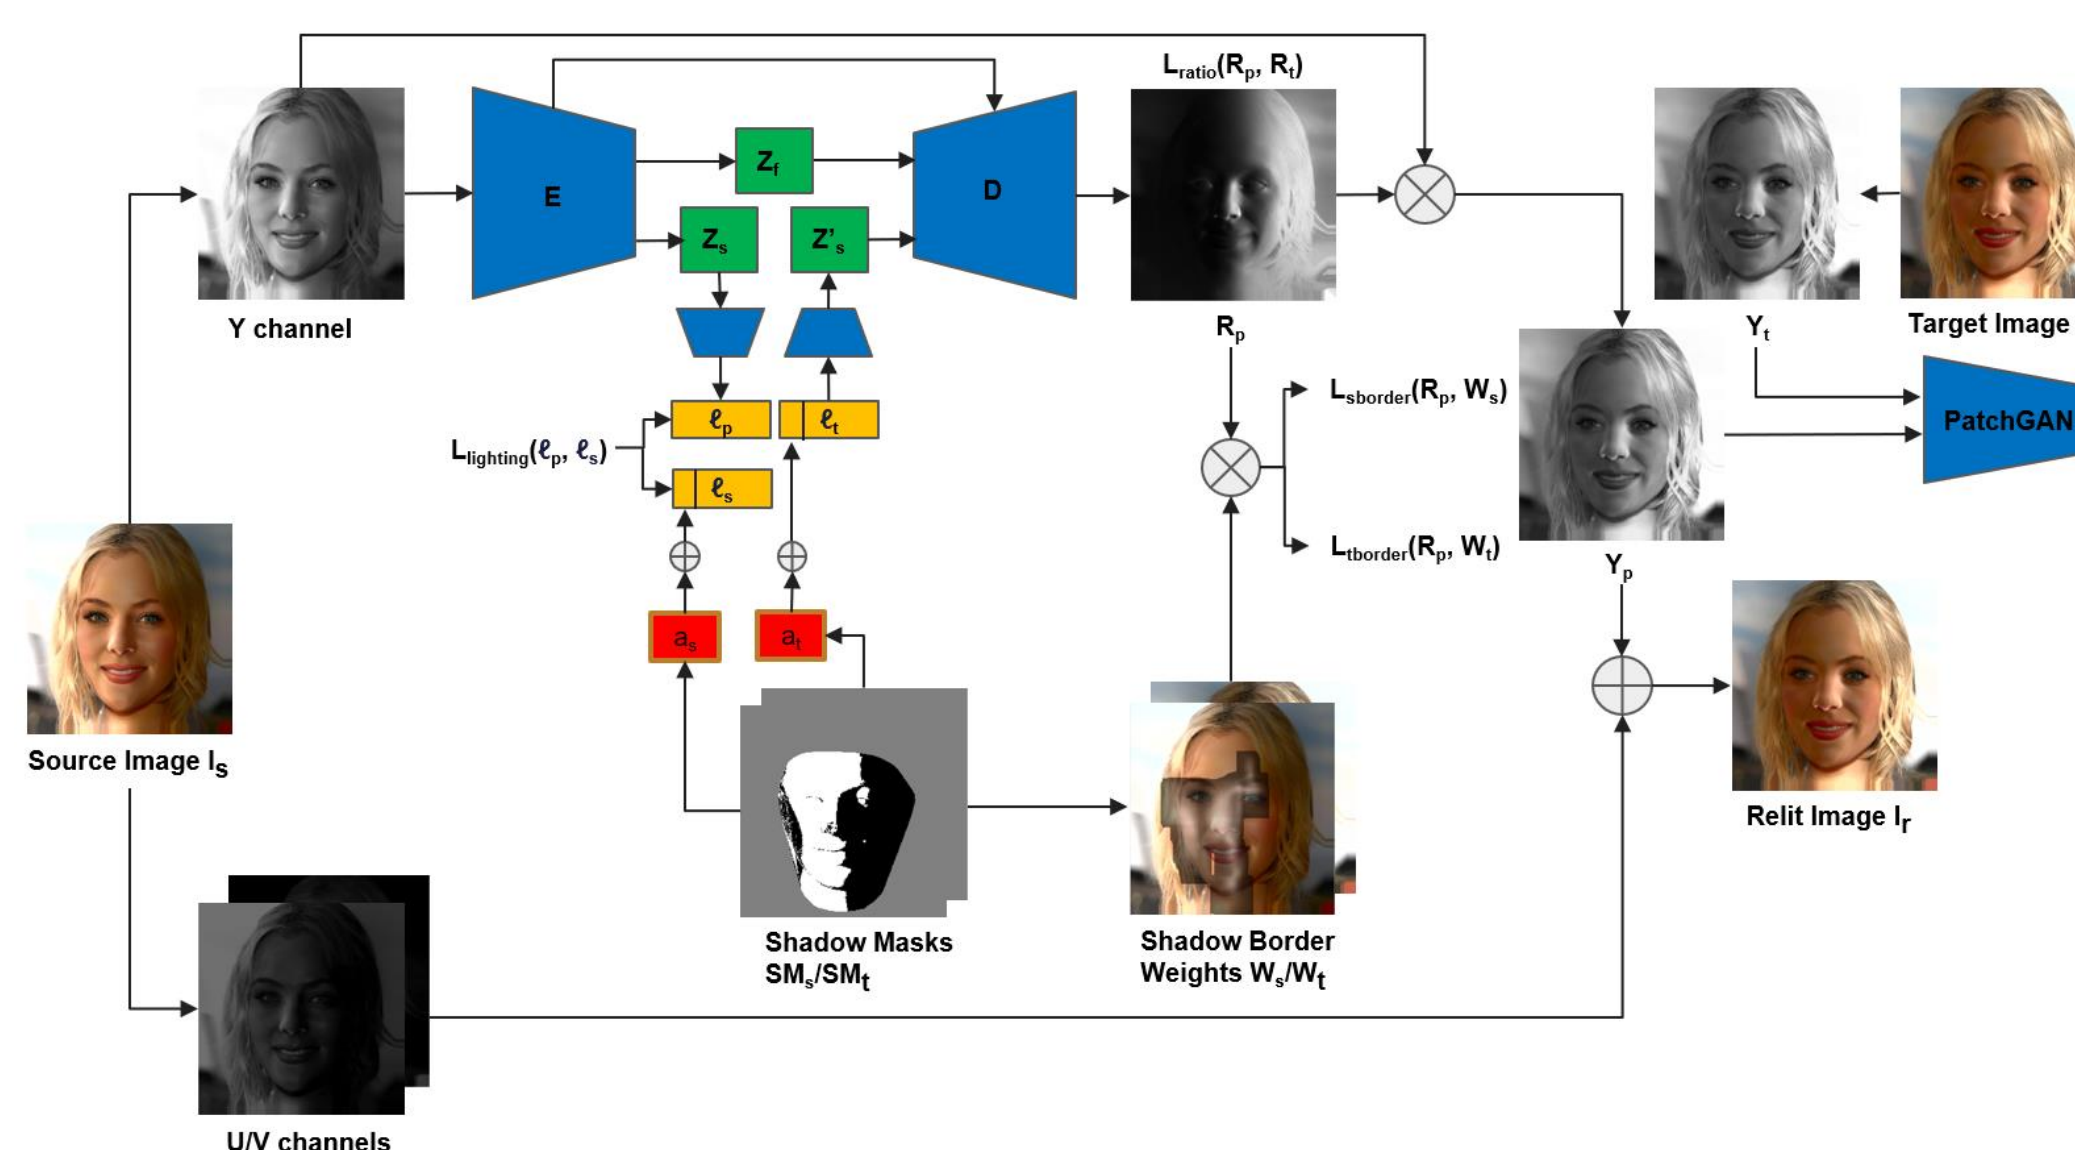 L_ratio(R_p, R_t)
E
Z_f
D
Z_s
Z'_s
Y channel
R_p
Y_t
Target Image
ℓ_p
ℓ_t
L_lighting(ℓ_p, ℓ_s)
ℓ_s
L_sborder(R_p, W_s)
PatchGAN
L_tborder(R_p, W_t)
Y_p
a_s
a_t
Source Image I_s
Relit Image I_r
Shadow Masks
SM_s/SM_t
Shadow Border
Weights W_s/W_t
U/V channels